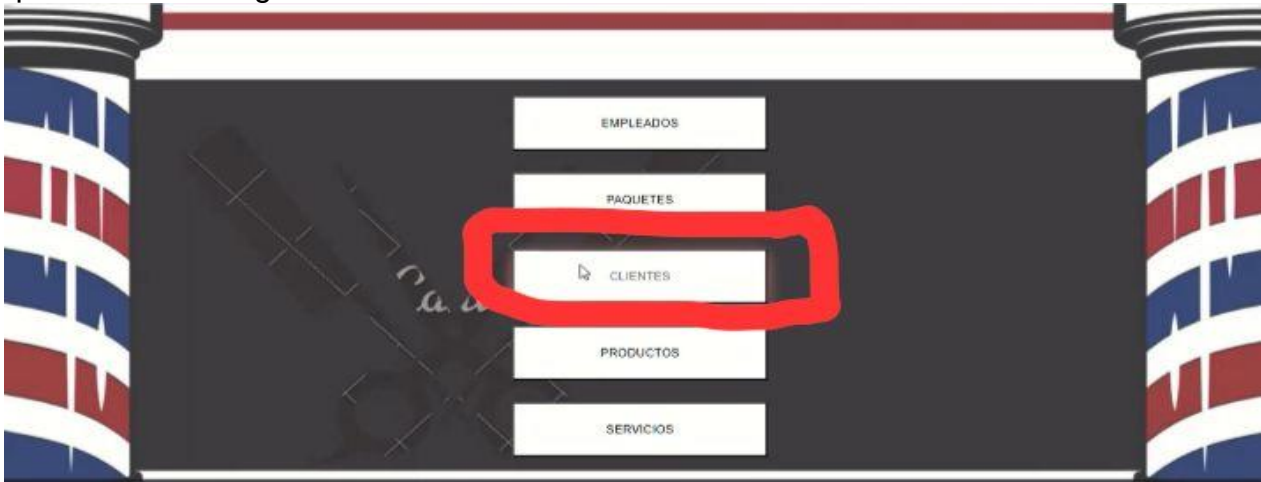 EMPLEADOS
PAQUETES
CLIENTES
PRODUCTOS
SERVICIOS